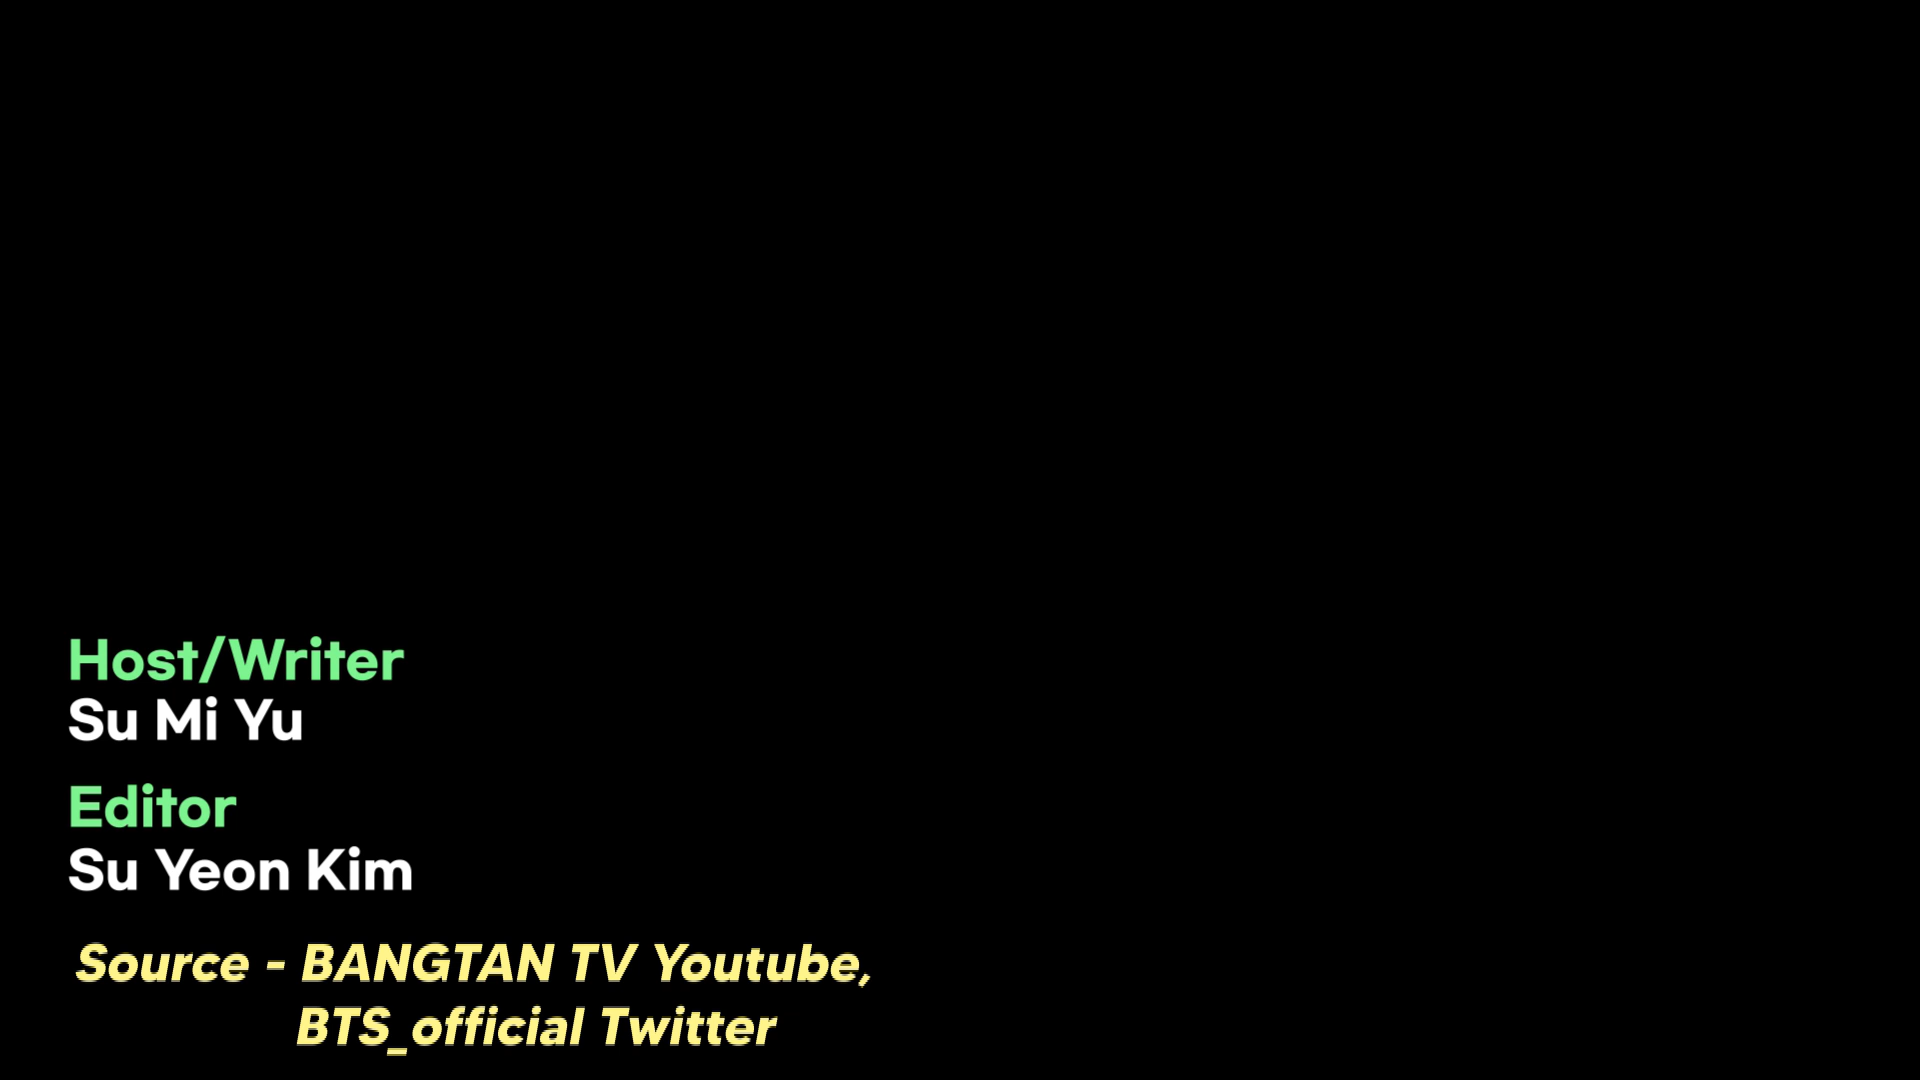 Host/Writer
Su Mi Yu
Editor
Su Yeon Kim
Source - BANGTAN TV Youtube,
BTS_official Twitter